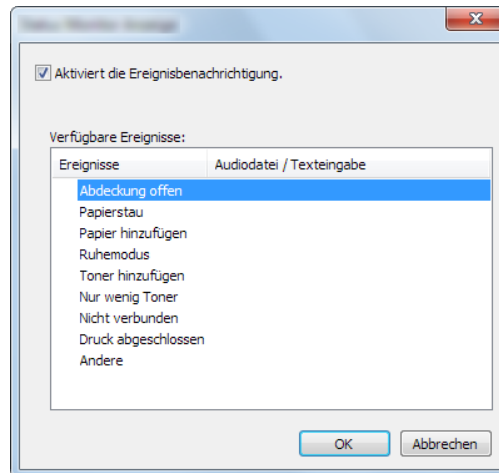 Aktiviert die Ereignisbenachrichtigung.
Verfügbare Ereignisse:
Ereignisse Audiodatei / Texteingabe
Abdeckung offen
Papierstau
Papier hinzufügen
Ruhemodus
Toner hinzufügen
Nur wenig Toner
Nicht verbunden
Druck abgeschlossen
Andere
OK Abbrechen